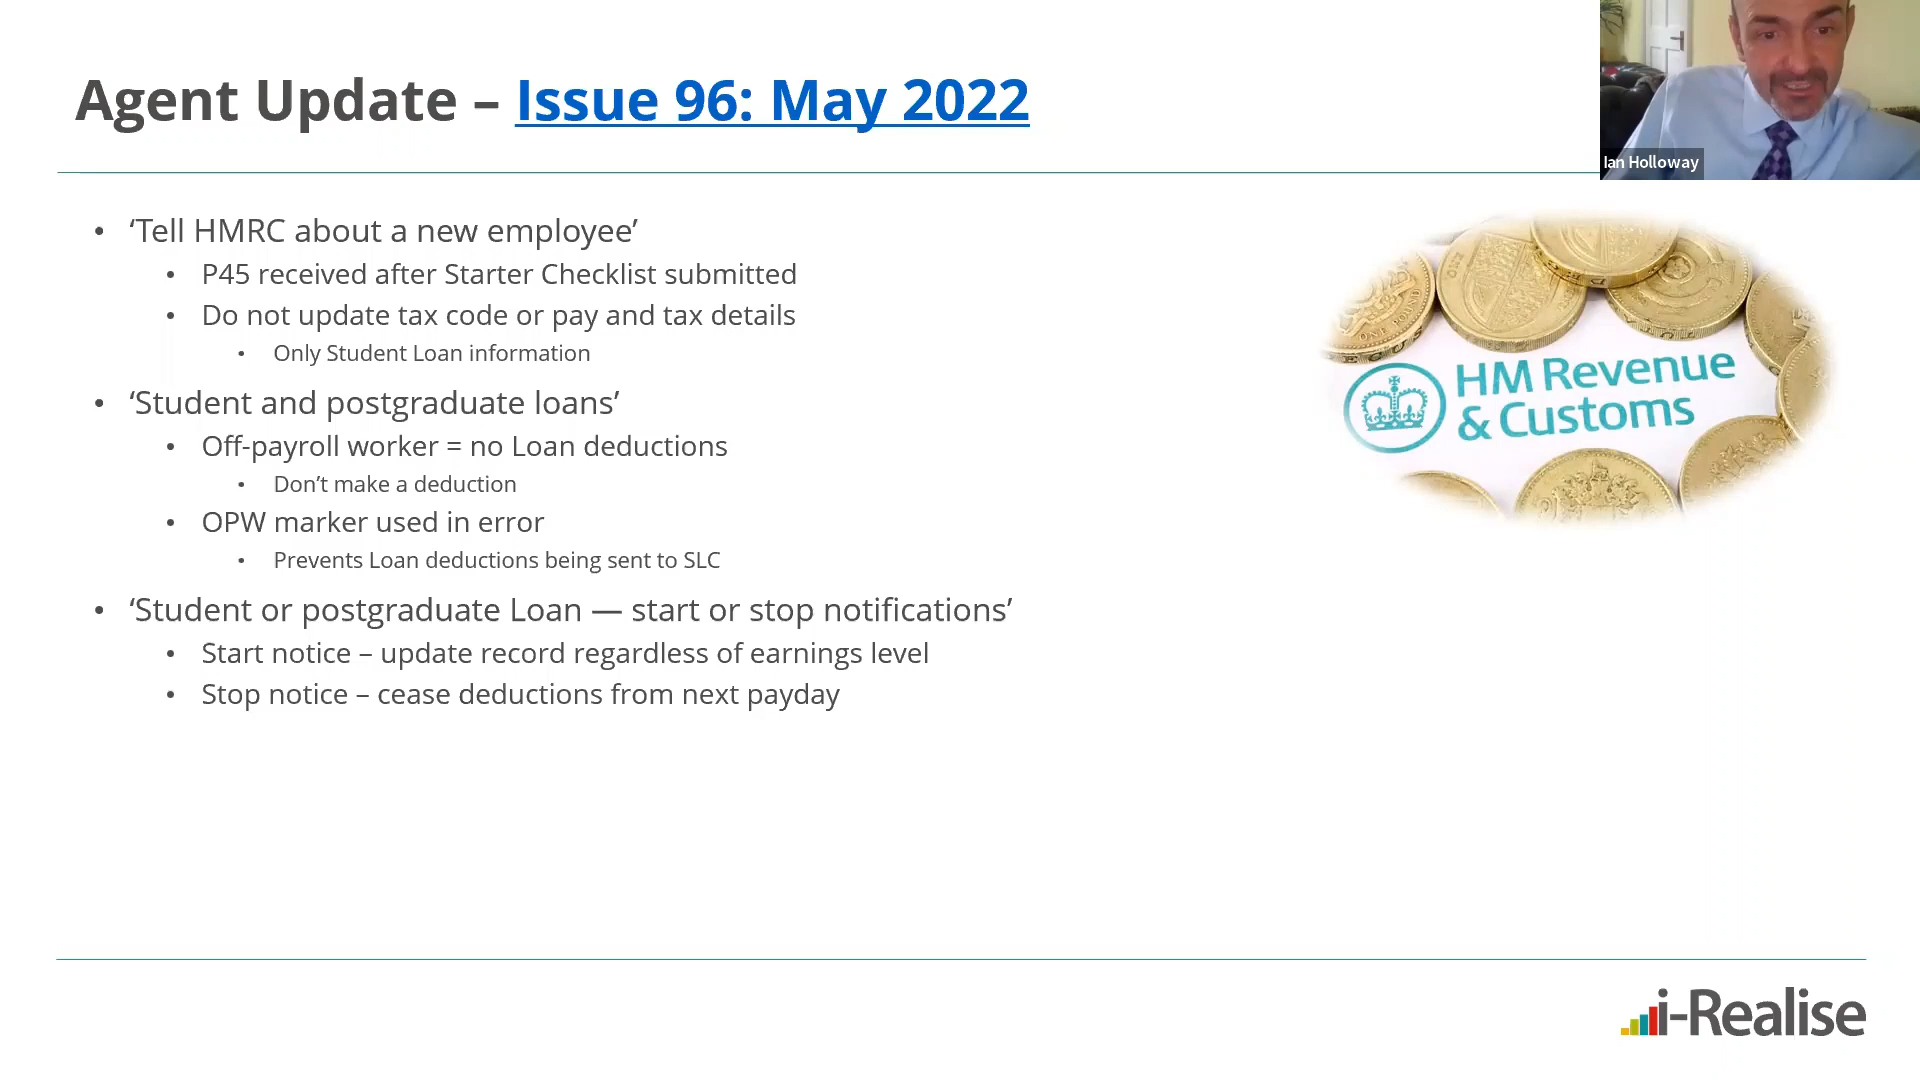 Agent Update – Issue 96: May 2022
Ian Holloway
• ‘Tell HMRC about a new employee’
• P45 received after Starter Checklist submitted
• Do not update tax code or pay and tax details
• Only Student Loan information
• ‘Student and postgraduate loans’
• Off-payroll worker = no Loan deductions
• Don’t make a deduction
• OPW marker used in error
• Prevents Loan deductions being sent to SLC
• ‘Student or postgraduate Loan — start or stop notifications’
• Start notice – update record regardless of earnings level
• Stop notice – cease deductions from next payday
ONE POUND
HM Revenue
& Customs
i-Realise